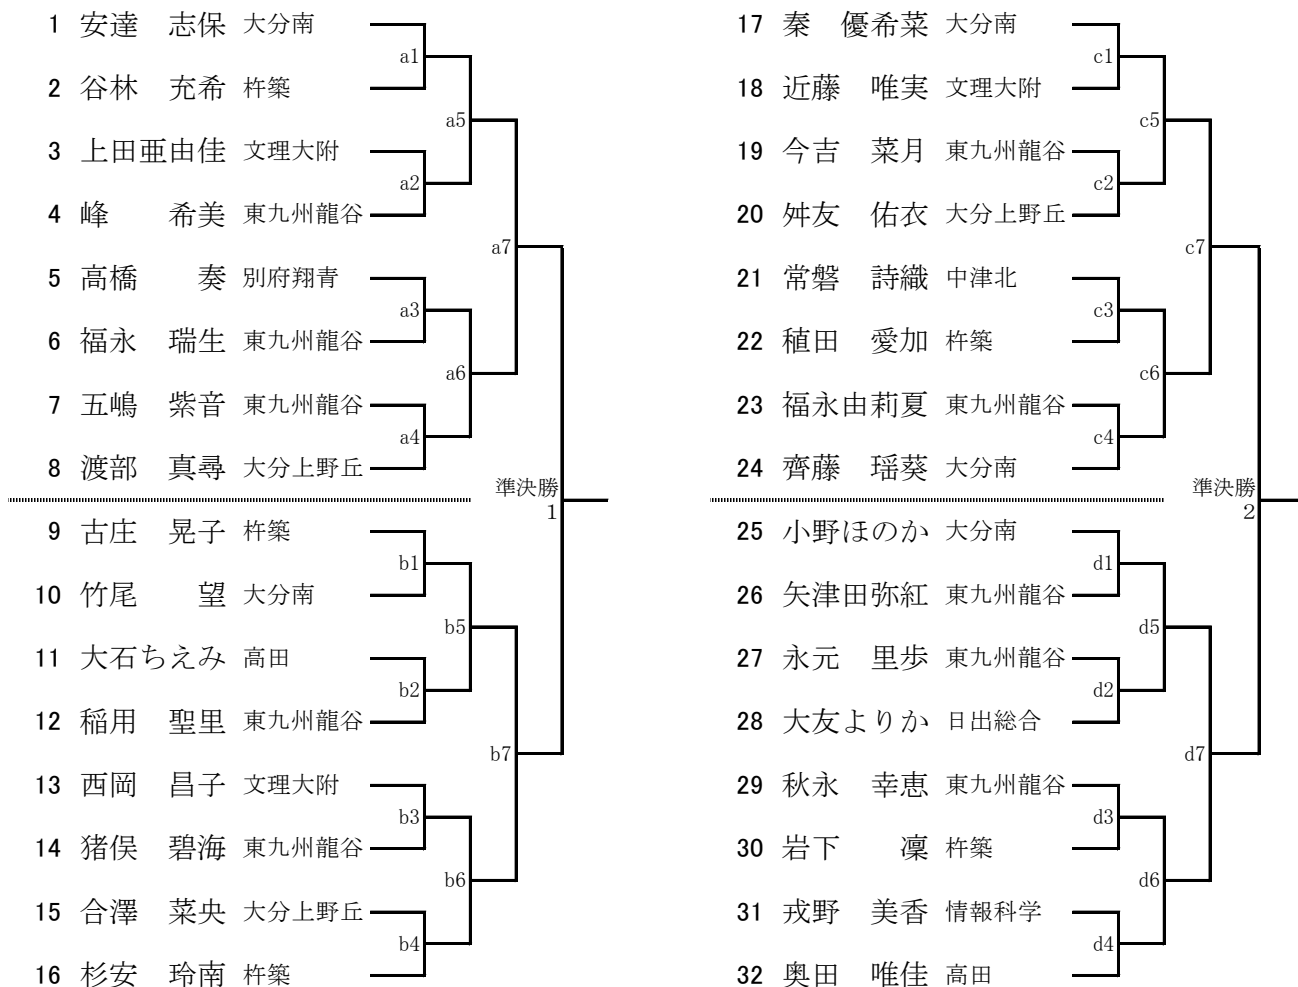 1 安達　志保 大分南
a1
2 谷林　充希 杵築
a5
3 上田亜由佳 文理大附
a2
4 峰　　希美 東九州龍谷
a7
5 高橋　　奏 別府翔青
a3
6 福永　瑞生 東九州龍谷
a6
7 五嶋　紫音 東九州龍谷
a4
8 渡部　真尋 大分上野丘
準決勝
1
9 古庄　晃子 杵築
b1
10 竹尾　　望 大分南
b5
11 大石ちえみ 高田
b2
12 稲用　聖里 東九州龍谷
b7
13 西岡　昌子 文理大附
b3
14 猪俣　碧海 東九州龍谷
b6
15 合澤　菜央 大分上野丘
b4
16 杉安　玲南 杵築
17 秦　優希菜 大分南
c1
18 近藤　唯実 文理大附
c5
19 今吉　菜月 東九州龍谷
c2
20 舛友　佑衣 大分上野丘
c7
21 常磐　詩織 中津北
c3
22 稙田　愛加 杵築
c6
23 福永由莉夏 東九州龍谷
c4
24 齊藤　瑶葵 大分南
準決勝
2
25 小野ほのか 大分南
d1
26 矢津田弥紅 東九州龍谷
d5
27 永元　里歩 東九州龍谷
d2
28 大友よりか 日出総合
d7
29 秋永　幸恵 東九州龍谷
d3
30 岩下　　凜 杵築
d6
31 戎野　美香 情報科学
d4
32 奥田　唯佳 高田